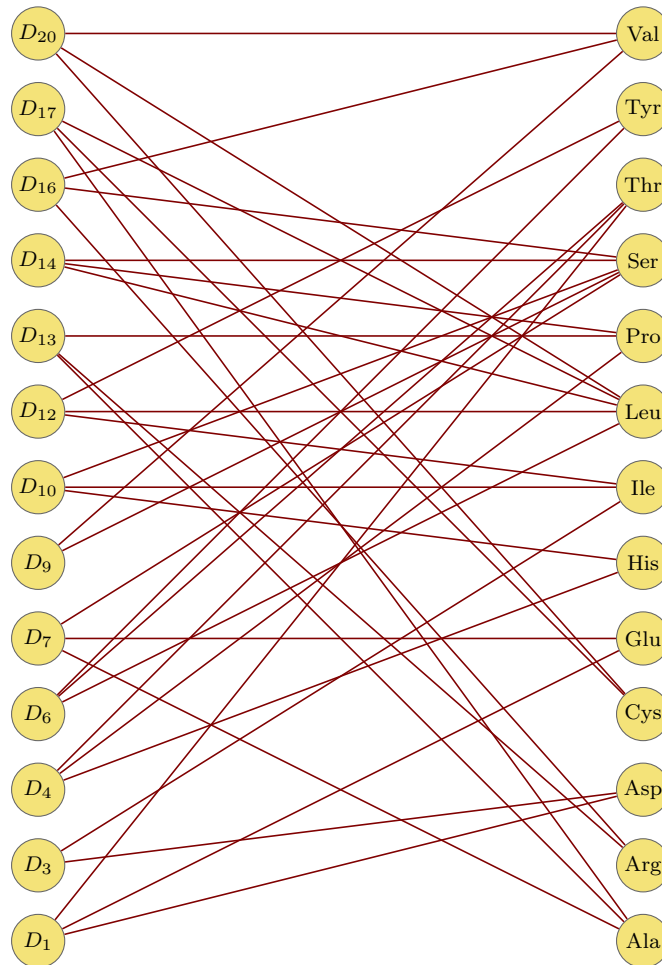 D₂₀ Val
D₁₇ Tyr
D₁₆ Thr
D₁₄ Ser
D₁₃ Pro
D₁₂ Leu
D₁₀ Ile
D₉ His
D₇ Glu
D₆ Cys
D₄ Asp
D₃ Arg
D₁ Ala